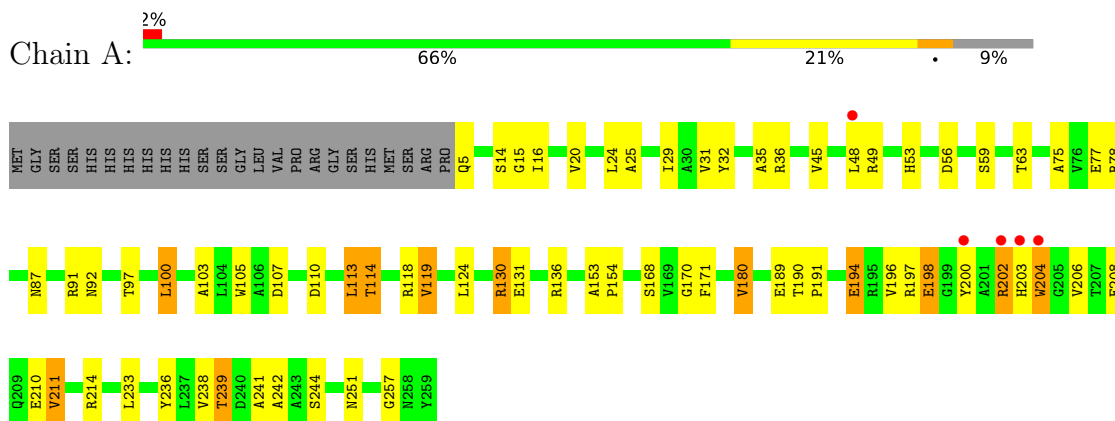 2%
Chain A:
66% 21% • 9%
MET GLY SER SER HIS HIS HIS HIS HIS HIS SER SER GLY LEU VAL PRO ARG GLY SER HIS MET SER ARG PRO Q5 S14 G15 I16 V20 L24 A25 I29 A30 V31 Y32 A35 R36 V45 L48 R49 H53 D56 S59 T63 A75 V76 E77
N87 R91 N92 T97 L100 A103 L104 W105 A106 D107 D110 L113 T114 R118 V119 L124 R130 E131 R136 A153 P154 S168 V169 G170 F171 V180 E189 T190 P191 E194 R195 V196 R197 E198 G199 Y200 A201 R202 H203 W204 G205 V206 T207
Q209 E210 V211 R214 L233 Y236 L237 V238 T239 D240 A241 A242 A243 S244 N251 G257 N258 Y259